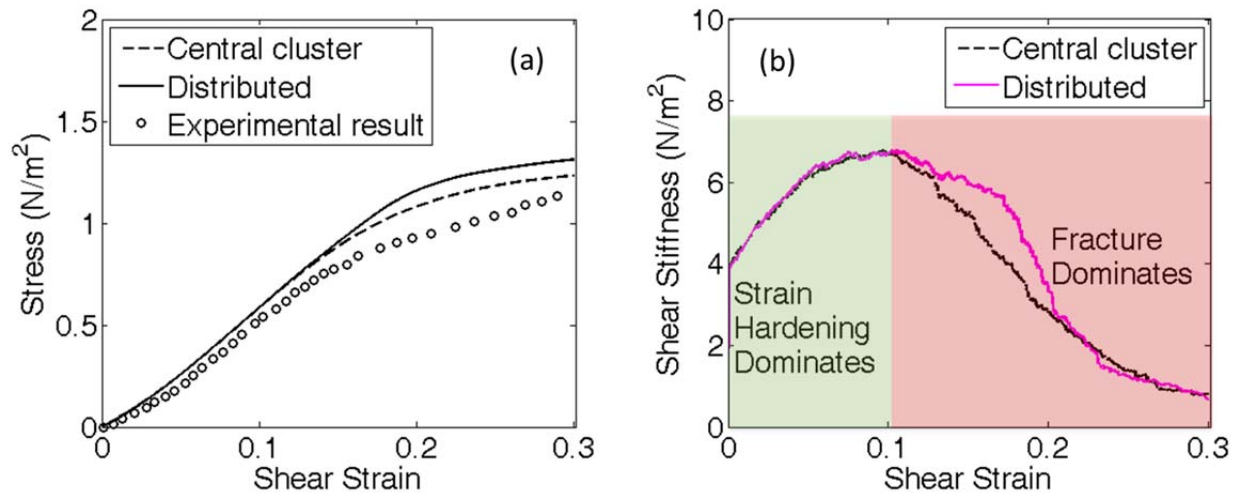 2
1.5
1
0.5
0
Stress (N/m²)
Central cluster
Distributed
Experimental result
(a)
0
0.1
0.2
0.3
Shear Strain
10
8
6
4
2
0
Shear Stiffness (N/m²)
(b)
Central cluster
Distributed
Strain
Hardening
Dominates
Fracture
Dominates
0
0.1
0.2
0.3
Shear Strain